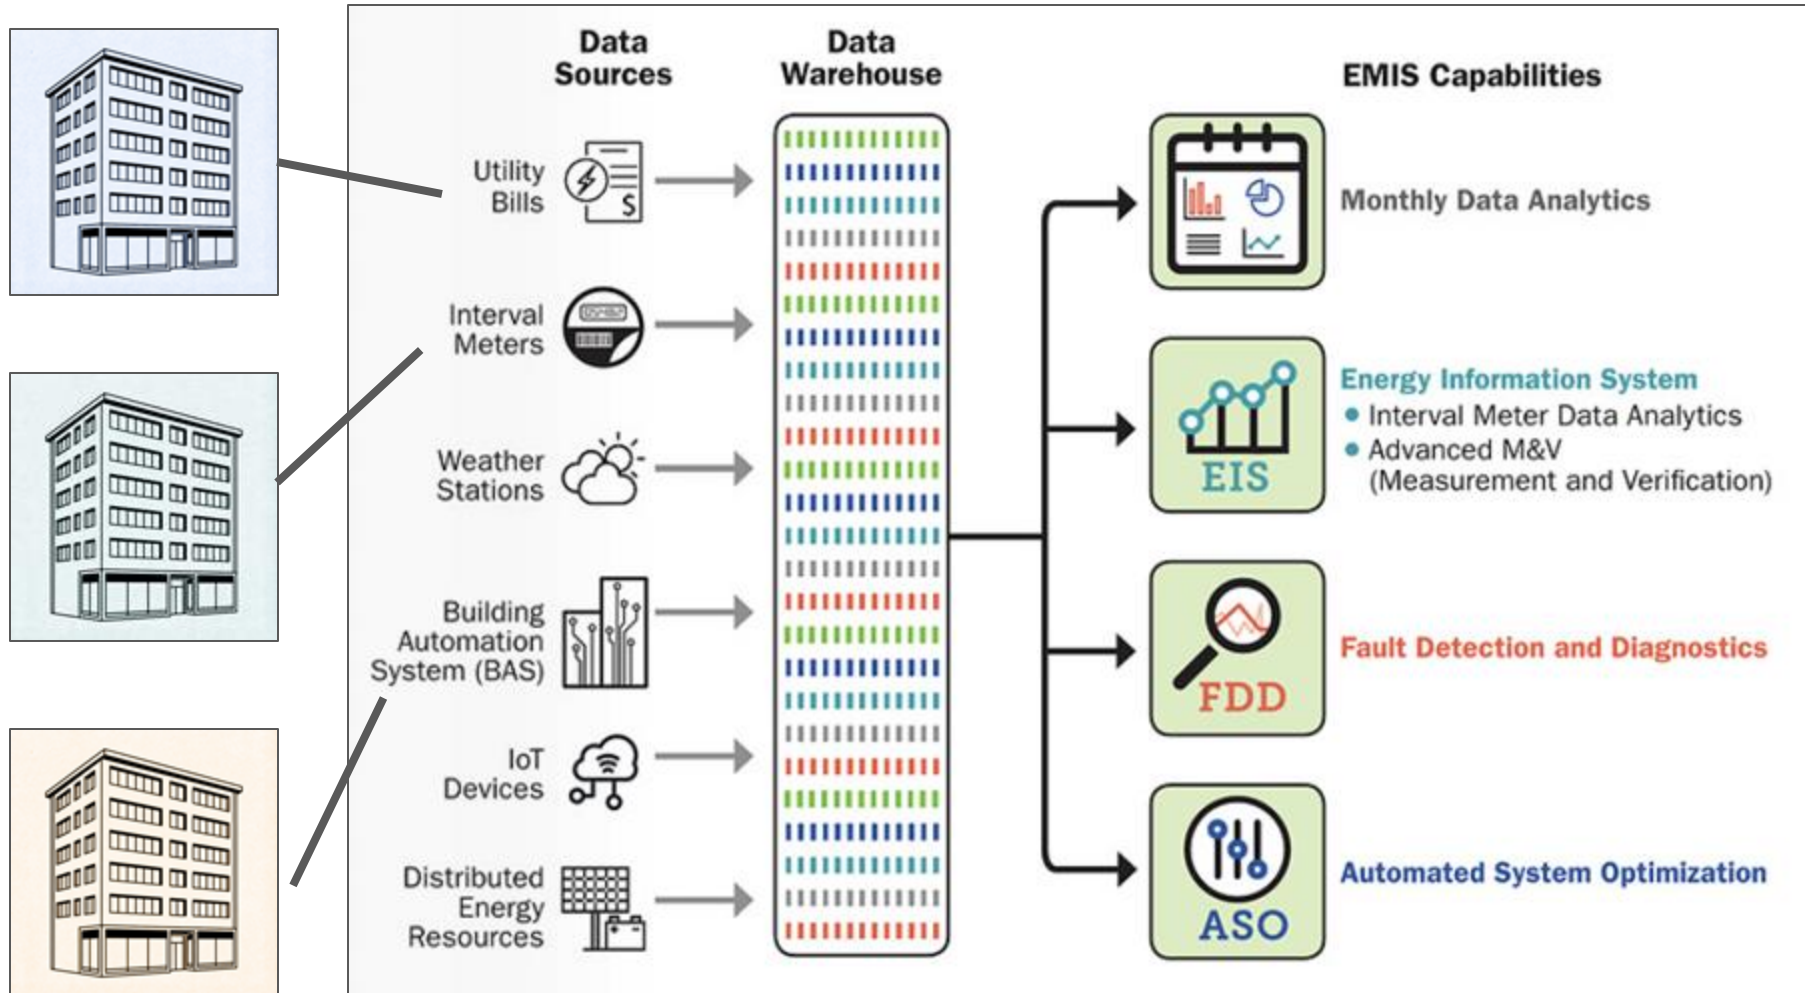 Data
Sources
Data
Warehouse
EMIS Capabilities
Utility
Bills
$
Interval
Meters
Weather
Stations
Building
Automation
System (BAS)
IoT
Devices
Distributed
Energy
Resources
Monthly Data Analytics
EIS
Energy Information System
• Interval Meter Data Analytics
• Advanced M&V
(Measurement and Verification)
FDD
Fault Detection and Diagnostics
ASO
Automated System Optimization